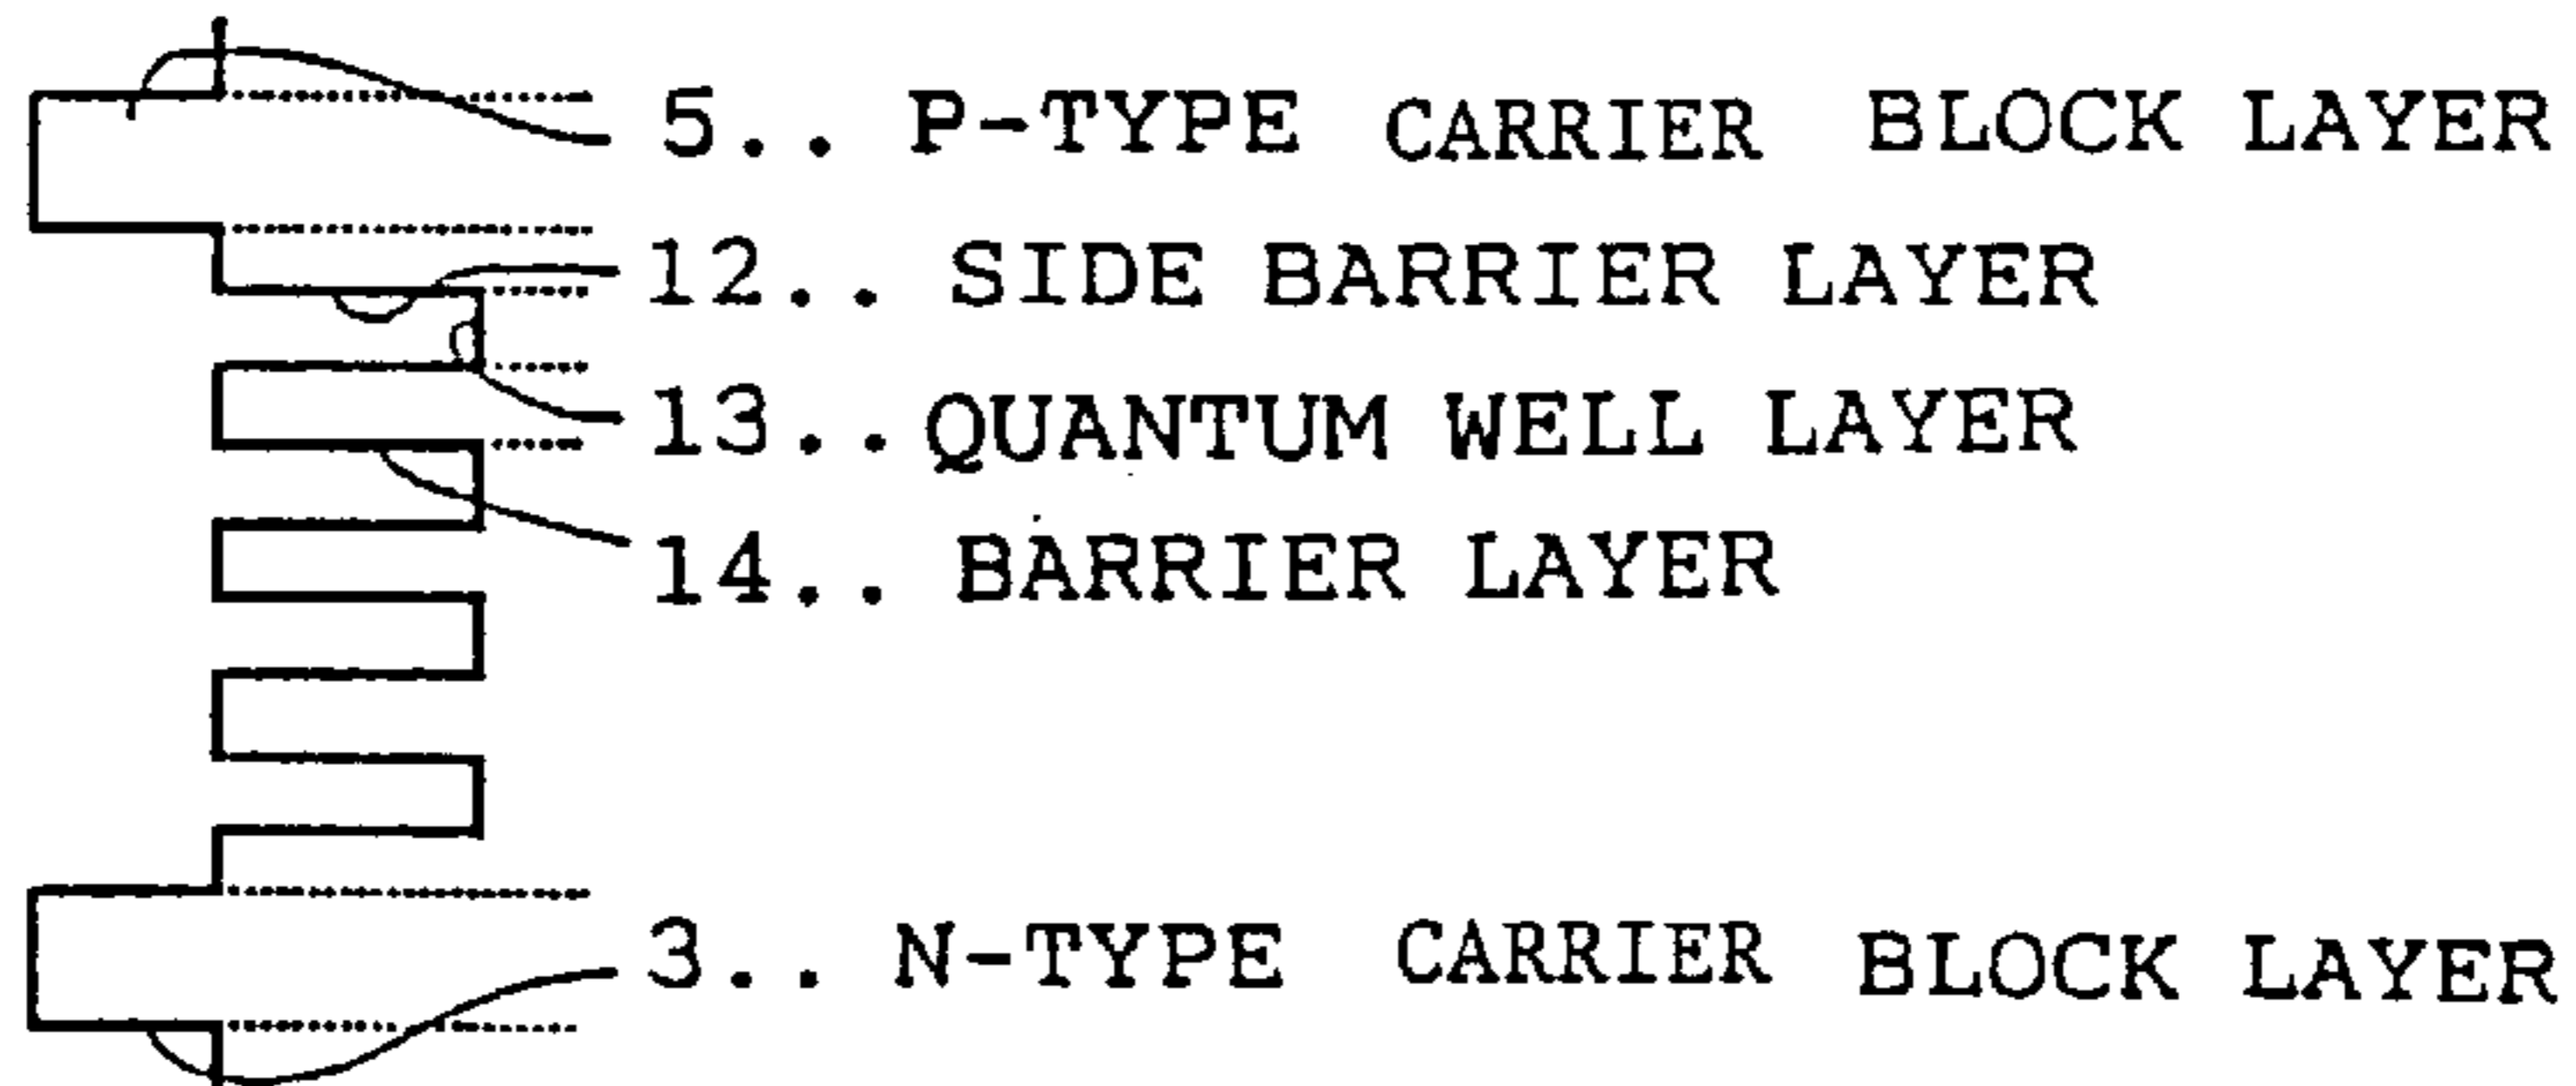 5.. P-TYPE CARRIER BLOCK LAYER
12.. SIDE BARRIER LAYER
13.. QUANTUM WELL LAYER
14.. BARRIER LAYER
3.. N-TYPE CARRIER BLOCK LAYER